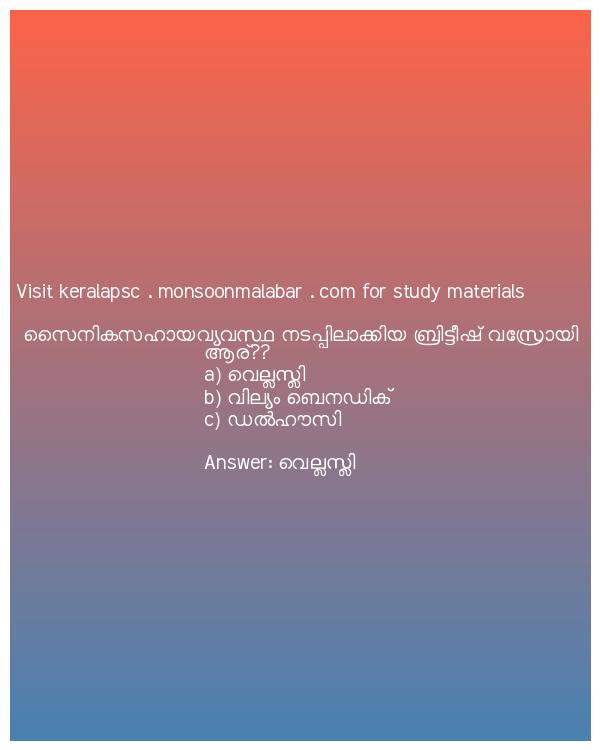 Visit keralapsc . monsoonmalabar . com for study materials
സൈനികസഹായവ്യവസ്ഥ നടപ്പിലാക്കിയ ബ്രിട്ടീഷ് വസ്രോയി
ആര്??
a) വെല്ലസ്ലി
b) വില്യം ബെനഡിക്
c) ഡൽഹൗസി
Answer: വെല്ലസ്ലി